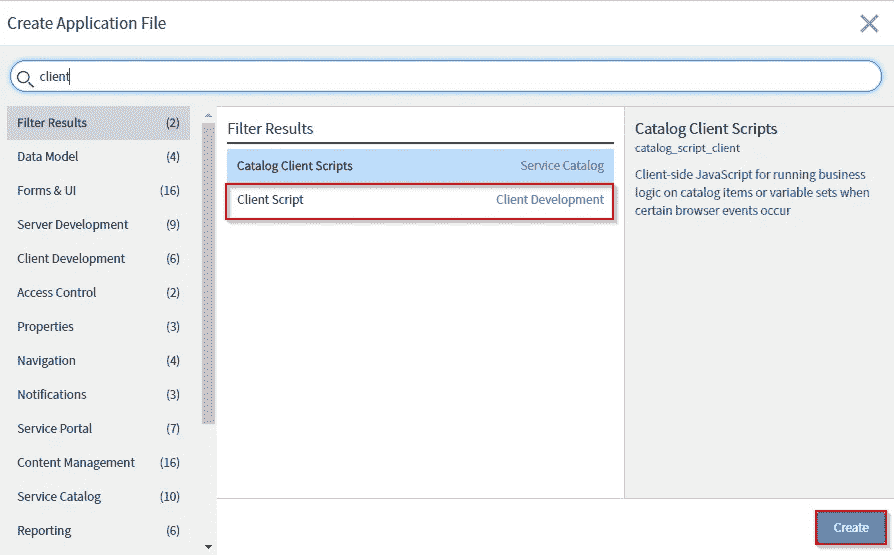 Create Application File
client
Filter Results (2)
Data Model (4)
Forms & UI (16)
Server Development (9)
Client Development (6)
Access Control (2)
Properties (3)
Navigation (4)
Notifications (3)
Service Portal (7)
Content Management (16)
Service Catalog (10)
Reporting (6)
Filter Results
Catalog Client Scripts Service Catalog
Client Script Client Development
Catalog Client Scripts
catalog_script_client
Client-side JavaScript for running business
logic on catalog items or variable sets when
certain browser events occur
Create